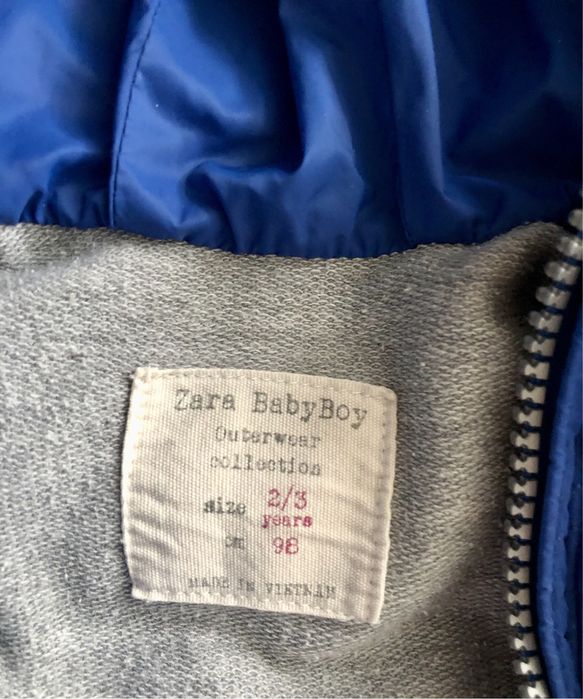 Zara BabyBoy
Outerwear
collection
size 2/3
years
cm 98
MADE IN VIETNAM